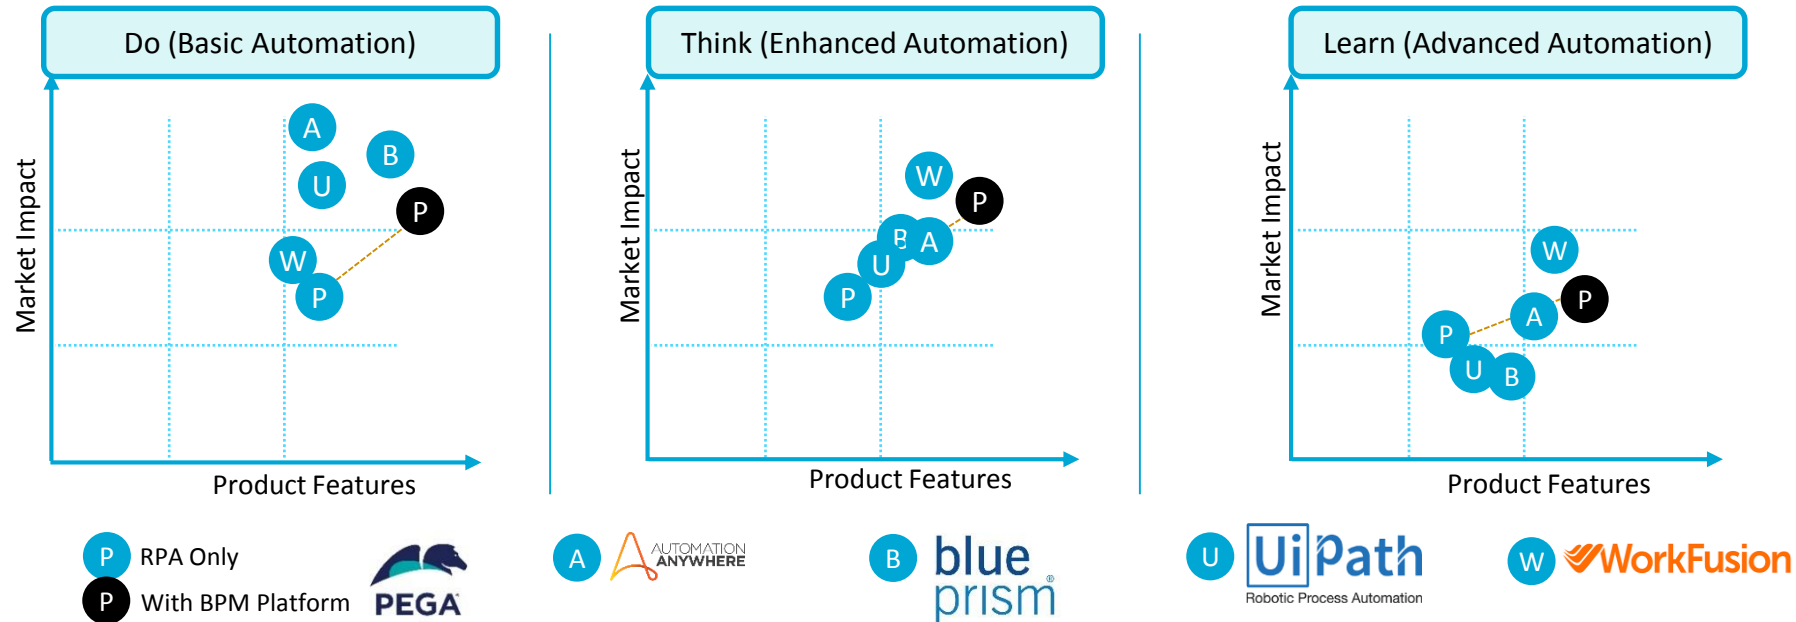 Do (Basic Automation)
Market Impact
A
B
U
P
W
P
Product Features
Think (Enhanced Automation)
Market Impact
W
P
B
A
U
P
Product Features
Learn (Advanced Automation)
Market Impact
W
P
A
P
U
B
Product Features
P RPA Only
P With BPM Platform
PEGA
A AUTOMATION
ANYWHERE
B blue
prism®
U UiPath
Robotic Process Automation
W WorkFusion